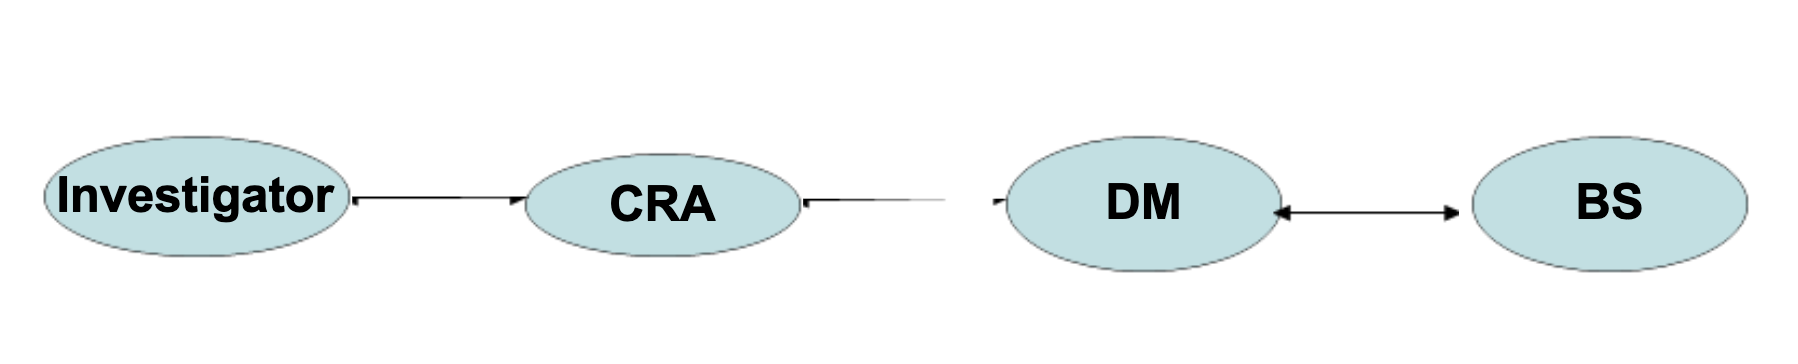 Investigator
CRA
DM
BS